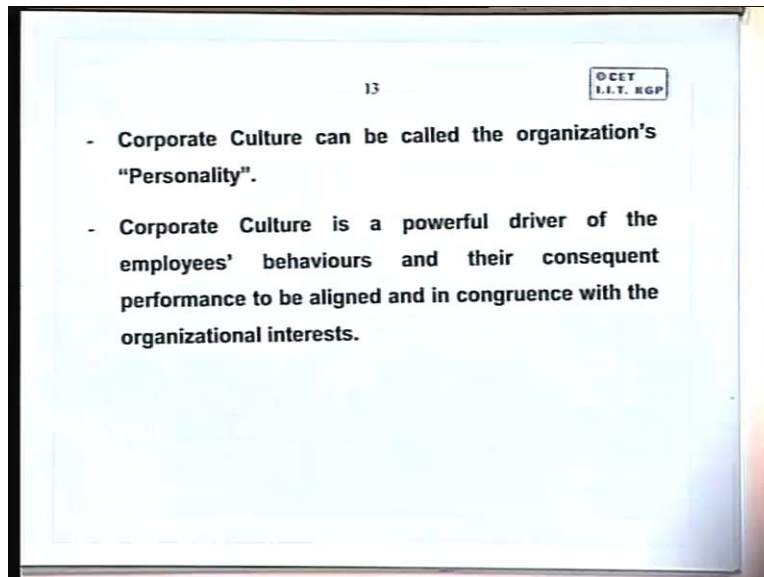 13
© CET
I.I.T. KGP
- Corporate Culture can be called the organization's
"Personality".
- Corporate Culture is a powerful driver of the
employees' behaviours and their consequent
performance to be aligned and in congruence with the
organizational interests.